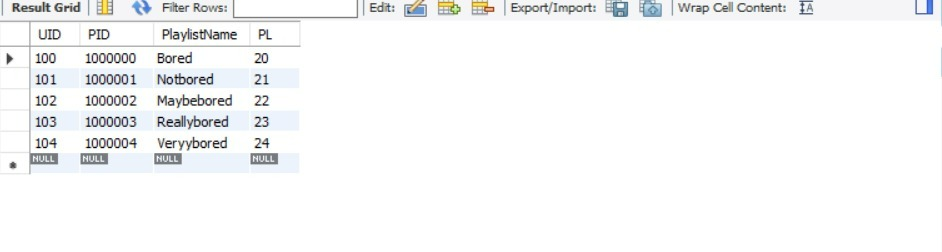 Result Grid Filter Rows: Edit: Export/Import: Wrap Cell Content: IA
UID PID PlaylistName PL
100 1000000 Bored 20
101 1000001 Notbored 21
102 1000002 Maybebored 22
103 1000003 Reallybored 23
104 1000004 Veryybored 24
NULL NULL NULL NULL